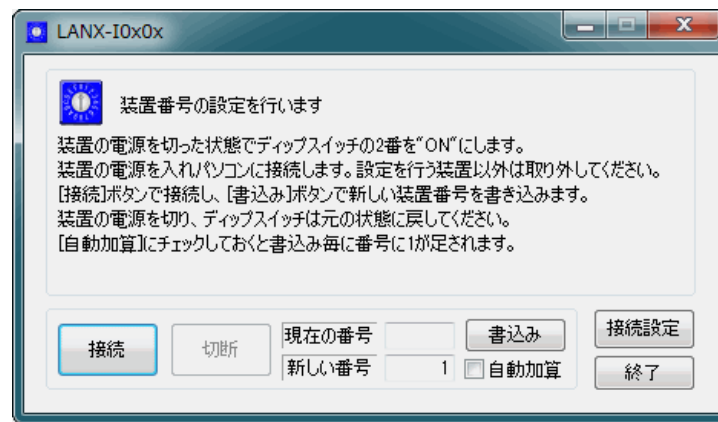 LANX-I0x0x
装置番号の設定を行います
装置の電源を切った状態でディップスイッチの2番を"ON"にします。
装置の電源を入れパソコンに接続します。設定を行う装置以外は取り外してください。
[接続]ボタンで接続し、[書込み]ボタンで新しい装置番号を書き込みます。
装置の電源を切り、ディップスイッチは元の状態に戻してください。
[自動加算]にチェックしておくと書込み毎に番号に1が足されます。
接続
切断
現在の番号
書込み
新しい番号 1
自動加算
接続設定
終了